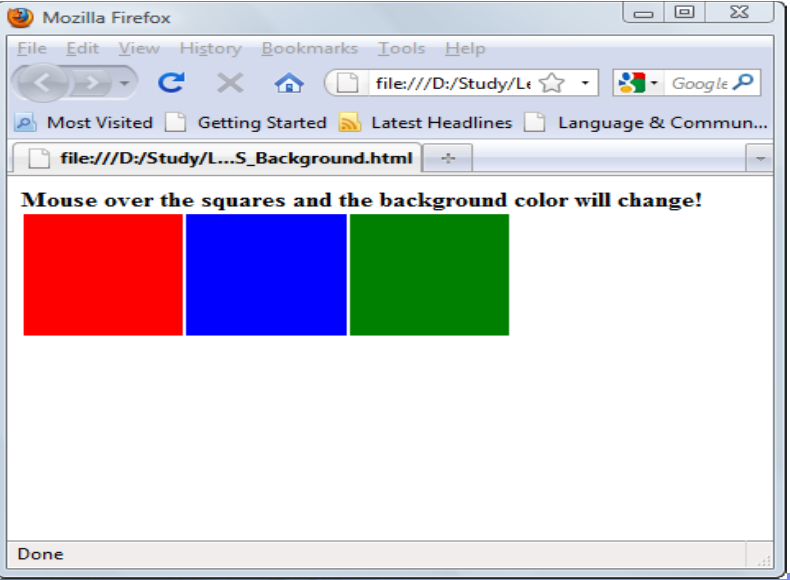 Mozilla Firefox
File Edit View History Bookmarks Tools Help
file:///D:/Study/Le Google
Most Visited Getting Started Latest Headlines Language & Commun...
file:///D:/Study/L...S_Background.html
Mouse over the squares and the background color will change!
Done